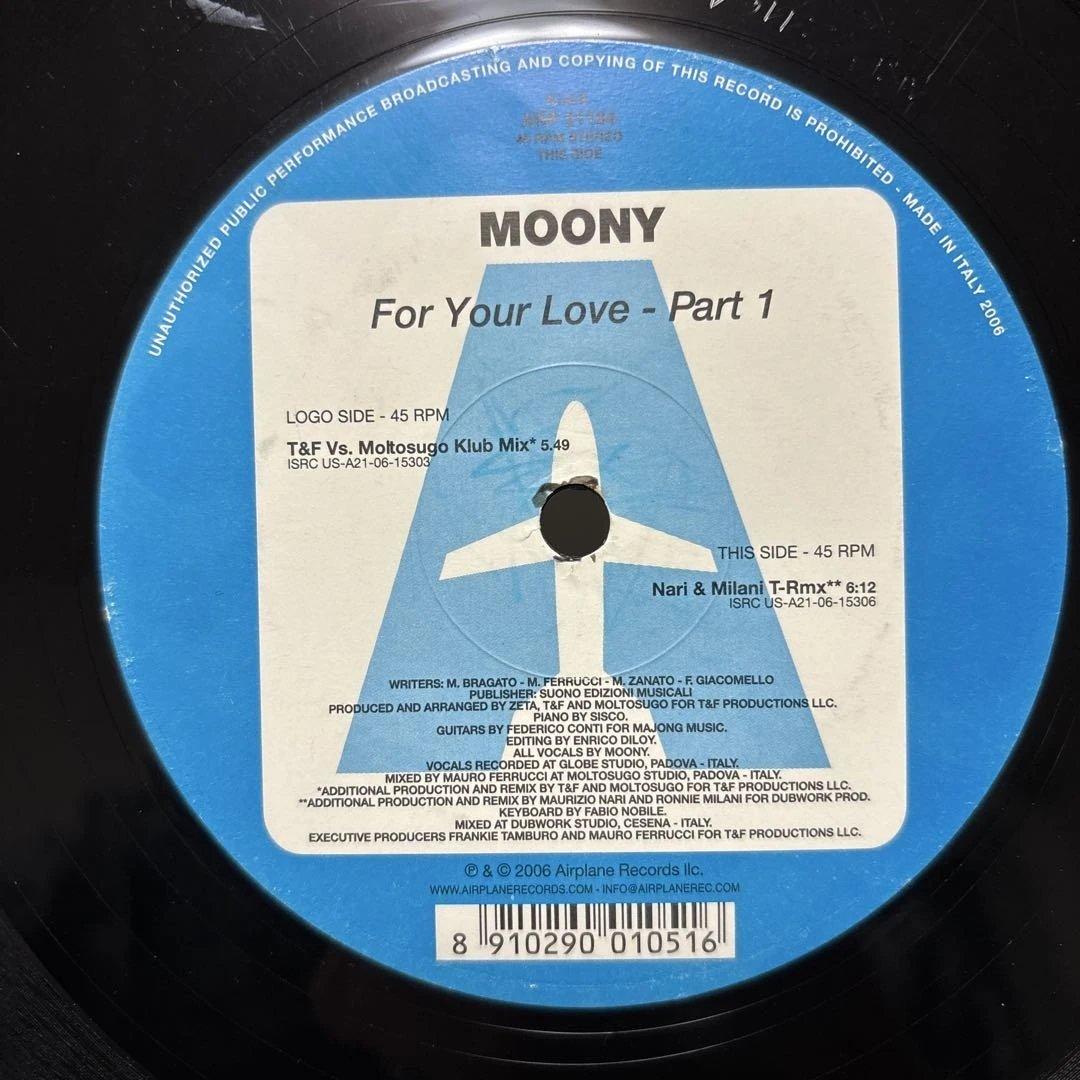 UNAUTHORIZED PUBLIC PERFORMANCE BROADCASTING AND COPYING OF THIS RECORD IS PROHIBITED - MADE IN ITALY 2006
45 RPM STEREO
THIS SIDE
MOONY
For Your Love - Part 1
LOGO SIDE - 45 RPM
T&F Vs. Moltosugo Klub Mix* 5.49
ISRC US-A21-06-15303
THIS SIDE - 45 RPM
Nari & Milani T-Rmx** 6:12
ISRC US-A21-06-15306
WRITERS: M. BRAGATO - M. FERRUCCI - M. ZANATO - F. GIACOMELLO
PUBLISHER: SUONO EDIZIONI MUSICALI
PRODUCED AND ARRANGED BY ZETA, T&F AND MOLTOSUGO FOR T&F PRODUCTIONS LLC.
PIANO BY SISCO.
GUITARS BY FEDERICO CONTI FOR MAJONG MUSIC.
EDITING BY ENRICO DILOY.
ALL VOCALS BY MOONY.
VOCALS RECORDED AT GLOBE STUDIO, PADOVA - ITALY.
MIXED BY MAURO FERRUCCI AT MOLTOSUGO STUDIO, PADOVA - ITALY.
*ADDITIONAL PRODUCTION AND REMIX BY T&F AND MOLTOSUGO FOR T&F PRODUCTIONS LLC.
**ADDITIONAL PRODUCTION AND REMIX BY MAURIZIO NARI AND RONNIE MILANI FOR DUBWORK PROD.
KEYBOARD BY FABIO NOBILE.
MIXED AT DUBWORK STUDIO, CESENA - ITALY.
EXECUTIVE PRODUCERS FRANKIE TAMBURO AND MAURO FERRUCCI FOR T&F PRODUCTIONS LLC.
℗ & © 2006 Airplane Records llc.
WWW.AIRPLANERECORDS.COM - INFO@AIRPLANEREC.COM
8 910290 010516